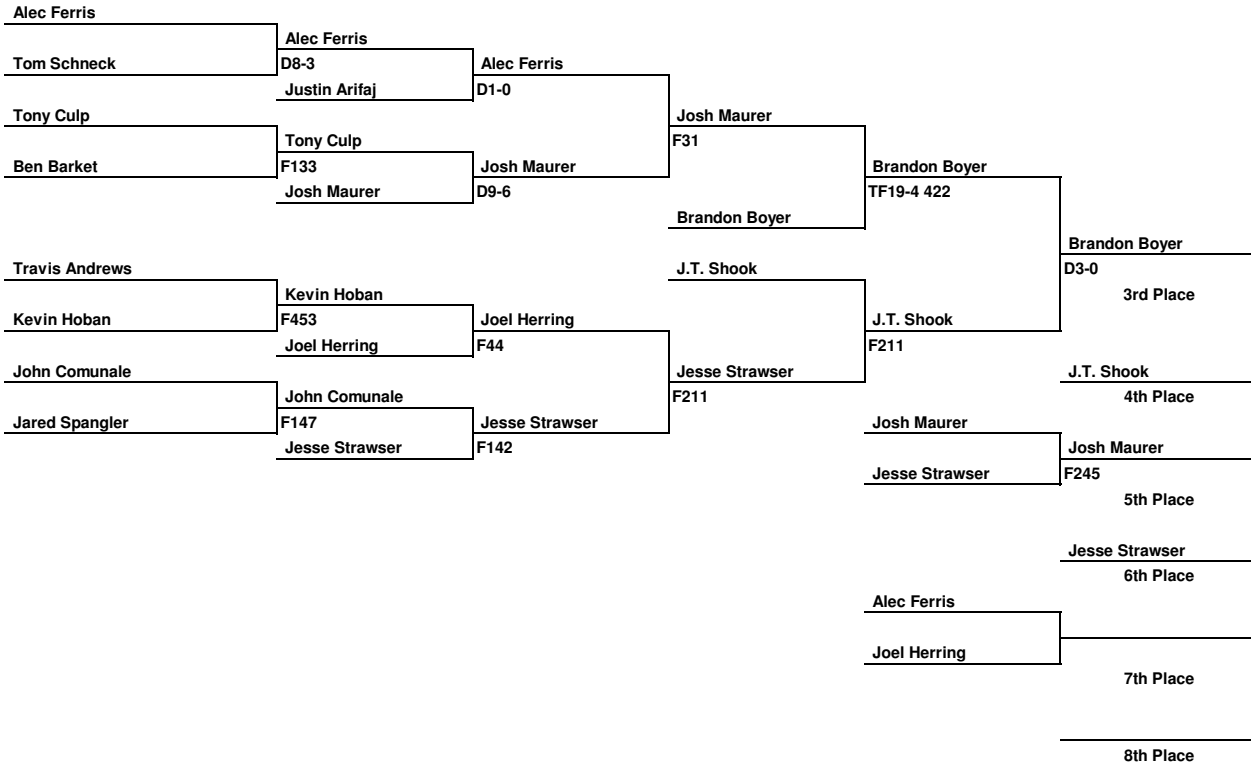 Alec Ferris
Alec Ferris
Tom Schneck
D8-3
Alec Ferris
Justin Arifaj
D1-0
Tony Culp
Josh Maurer
Tony Culp
F31
Ben Barket
F133
Josh Maurer
Brandon Boyer
Josh Maurer
D9-6
TF19-4 422
Brandon Boyer
Brandon Boyer
Travis Andrews
J.T. Shook
D3-0
Kevin Hoban
3rd Place
Kevin Hoban
F453
Joel Herring
J.T. Shook
Joel Herring
F44
F211
John Comunale
Jesse Strawser
J.T. Shook
John Comunale
F211
4th Place
Jared Spangler
F147
Jesse Strawser
Josh Maurer
Jesse Strawser
F142
Josh Maurer
Jesse Strawser
F245
5th Place
Jesse Strawser
6th Place
Alec Ferris
Joel Herring
7th Place
8th Place